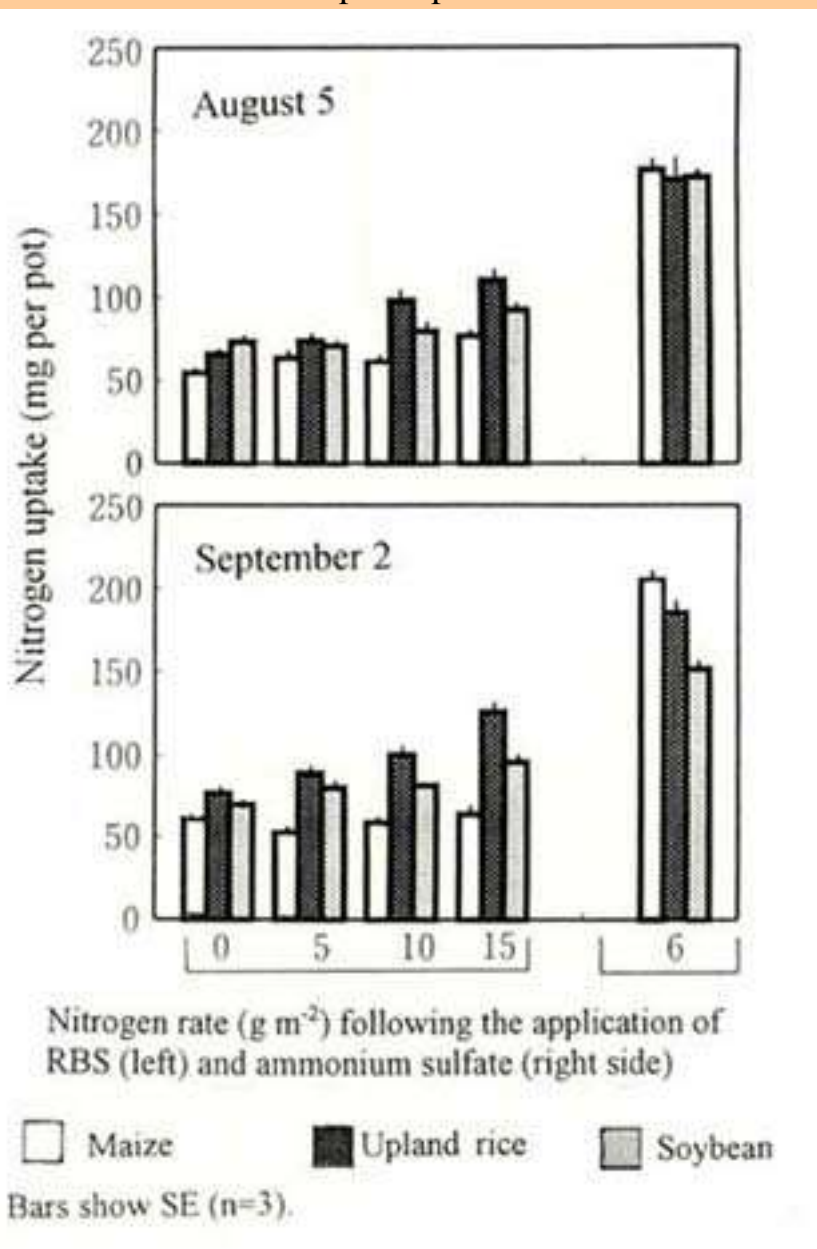 250
August 5
200
150
100
50
0
250
September 2
200
150
100
50
0
Nitrogen uptake (mg per pot)
0 5 10 15 6
Nitrogen rate (g m⁻²) following the application of
RBS (left) and ammonium sulfate (right side)
Maize Upland rice Soybean
Bars show SE (n=3).